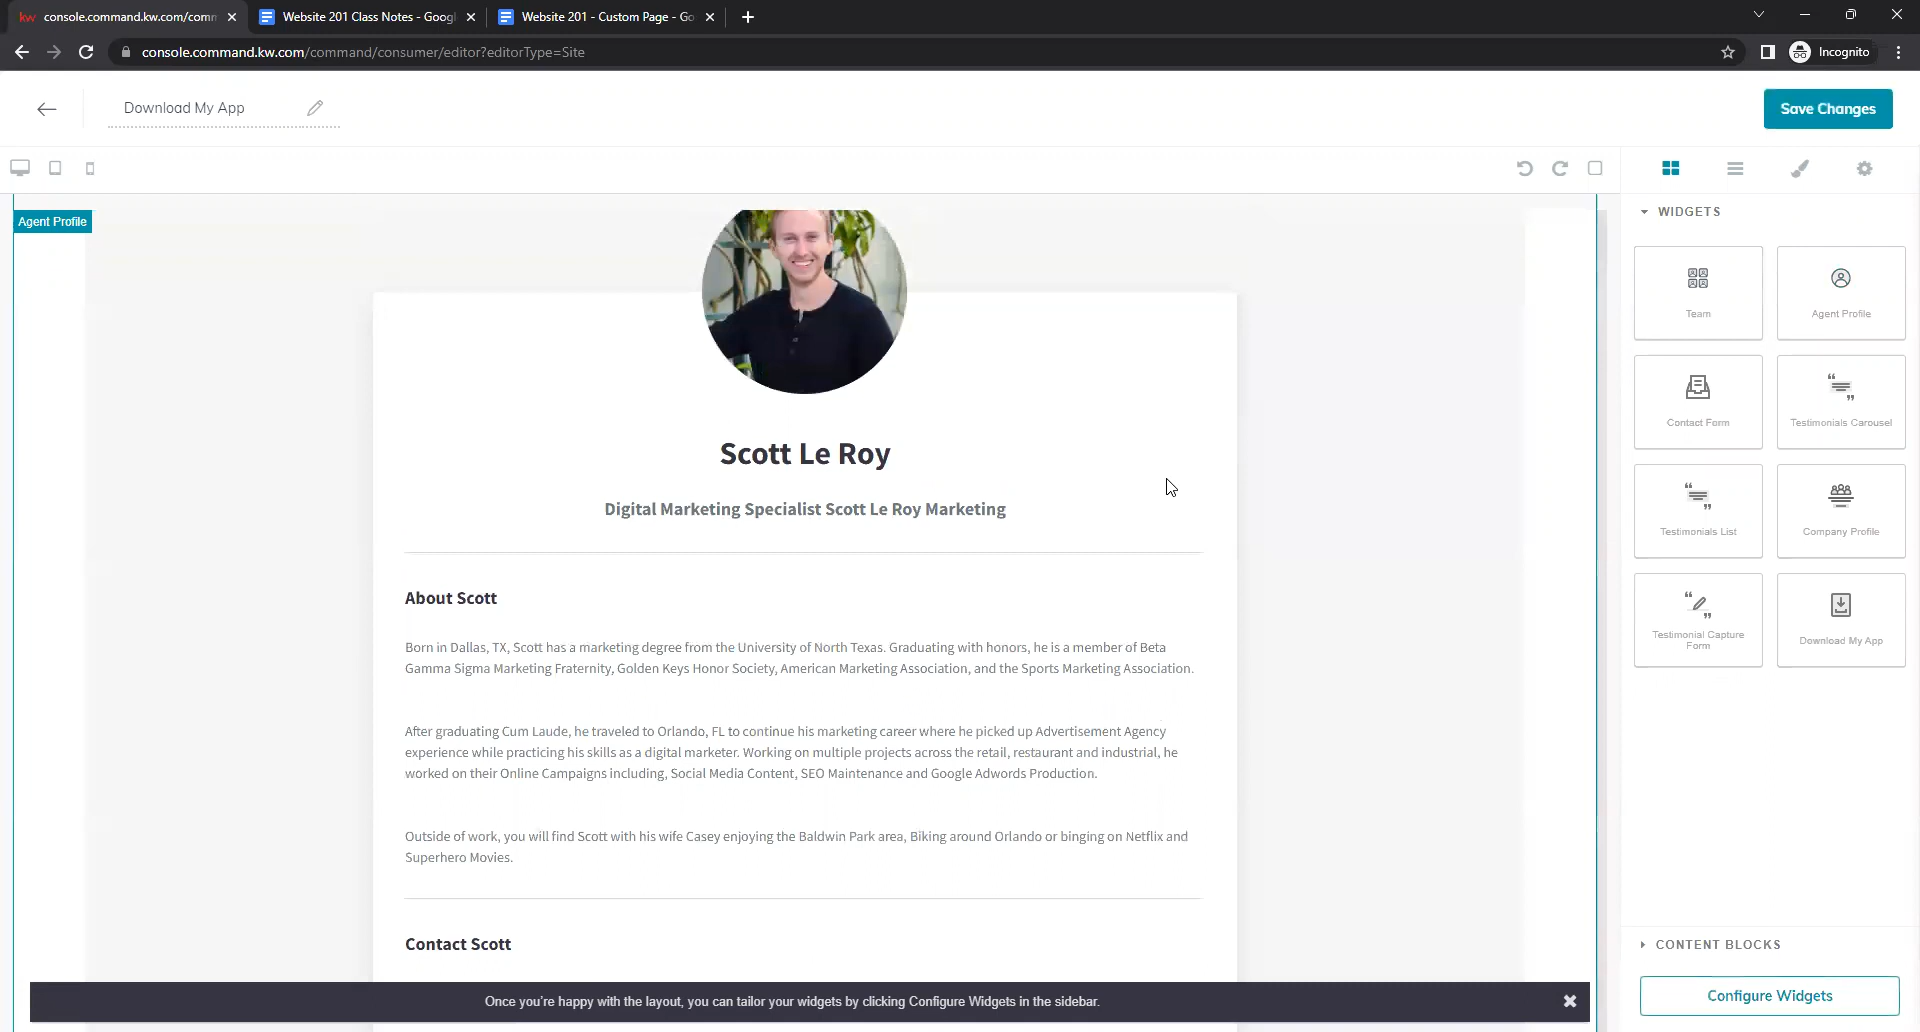 kw console.command.kw.com/comm
Website 201 Class Notes - Googl
Website 201 - Custom Page - Go
console.command.kw.com/command/consumer/editor?editorType=Site
Incognito
Download My App
Save Changes
Agent Profile
WIDGETS
Team
Agent Profile
Contact Form
Testimonials Carousel
Testimonials List
Company Profile
Testimonial Capture
Form
Download My App
Scott Le Roy
Digital Marketing Specialist Scott Le Roy Marketing
About Scott
Born in Dallas, TX, Scott has a marketing degree from the University of North Texas. Graduating with honors, he is a member of Beta
Gamma Sigma Marketing Fraternity, Golden Keys Honor Society, American Marketing Association, and the Sports Marketing Association.
After graduating Cum Laude, he traveled to Orlando, FL to continue his marketing career where he picked up Advertisement Agency
experience while practicing his skills as a digital marketer. Working on multiple projects across the retail, restaurant and industrial, he
worked on their Online Campaigns including, Social Media Content, SEO Maintenance and Google Adwords Production.
Outside of work, you will find Scott with his wife Casey enjoying the Baldwin Park area, Biking around Orlando or binging on Netflix and
Superhero Movies.
Contact Scott
CONTENT BLOCKS
Configure Widgets
Once you're happy with the layout, you can tailor your widgets by clicking Configure Widgets in the sidebar.